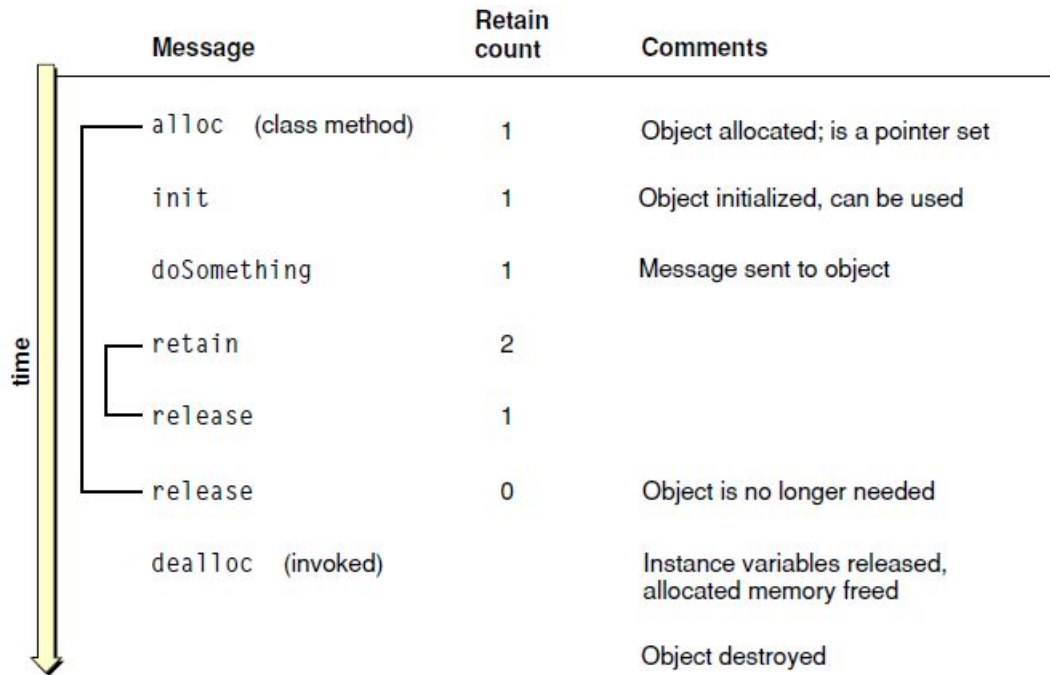 Message Retain count Comments
time
alloc (class method) 1 Object allocated; is a pointer set
init 1 Object initialized, can be used
doSomething 1 Message sent to object
retain 2
release 1
release 0 Object is no longer needed
dealloc (invoked) Instance variables released,
allocated memory freed
Object destroyed